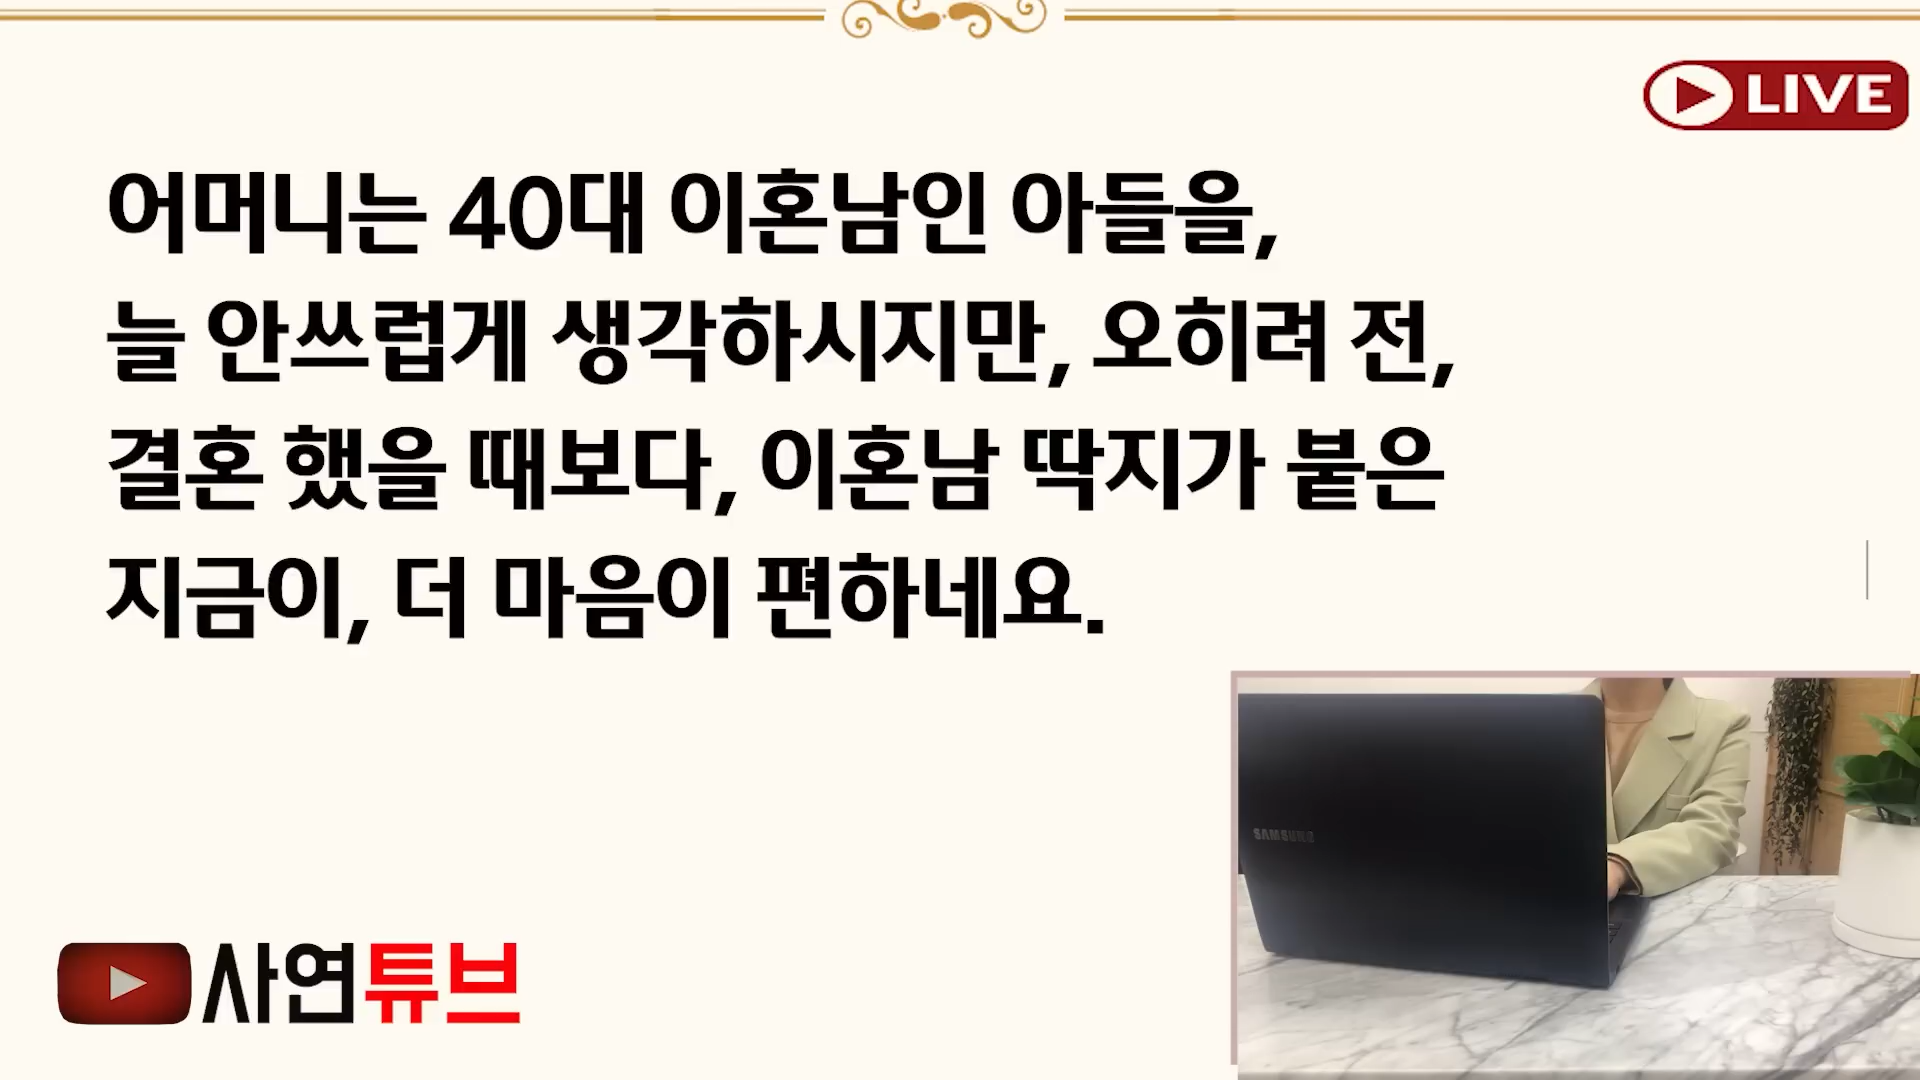 LIVE
어머니는 40대 이혼남인 아들을,
늘 안쓰럽게 생각하시지만, 오히려 전,
결혼 했을 때보다, 이혼남 딱지가 붙은
지금이, 더 마음이 편하네요.
SAMSUNG
사연튜브